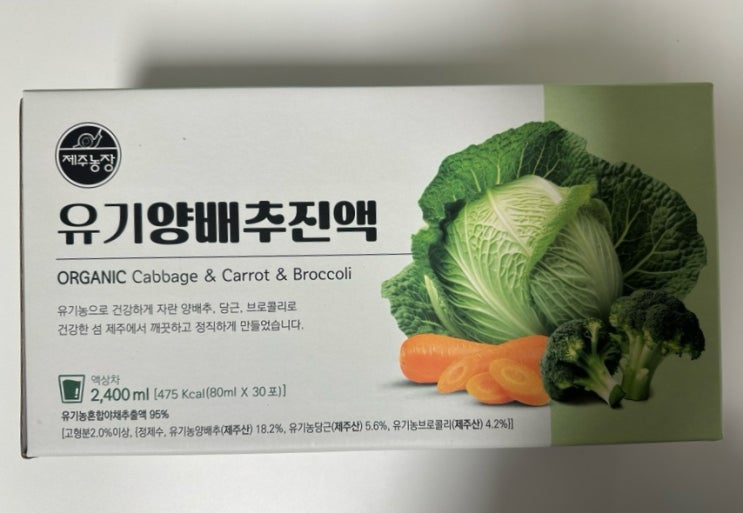 제주농장
유기양배추진액
ORGANIC Cabbage & Carrot & Broccoli
유기농으로 건강하게 자란 양배추, 당근, 브로콜리로
건강한 섬 제주에서 깨끗하고 정직하게 만들었습니다.
액상차
2,400ml [475 Kcal(80ml X 30포)]
유기농혼합야채추출액 95%
[고형분2.0%이상, {정제수, 유기농양배추(제주산) 18.2%, 유기농당근(제주산) 5.6%, 유기농브로콜리(제주산) 4.2%}]